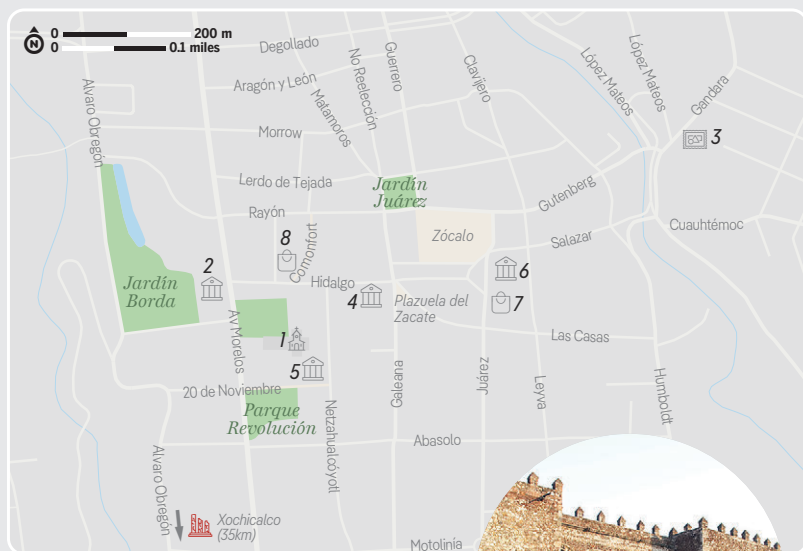 0 200 m
N
0 0.1 miles
Degollado
Guerrero
No Reelección
Clavijero
López Mateos
López Mateos
Gandara
Alvaro Obregón
Aragón y León
Matamoros
Morrow
3
Lerdo de Tejada
Jardín
Juárez
Gutenberg
Rayón
Cuauhtémoc
8
Comonfort
Zócalo
Salazar
2
6
Jardín
Borda
Hidalgo
4
Plazuela del
Zacate
7
Av Morelos
1
Las Casas
5
20 de Noviembre
Galeana
Juárez
Leyva
Humboldt
Parque
Revolución
Netzahualcóyotl
Abasolo
Alvaro Obregón
Xochicalco
(35km)
Motolinía